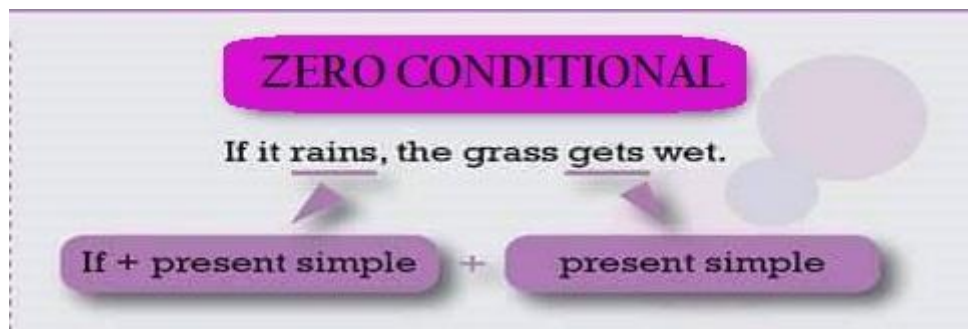 ZERO CONDITIONAL
If it rains, the grass gets wet.
If + present simple + present simple